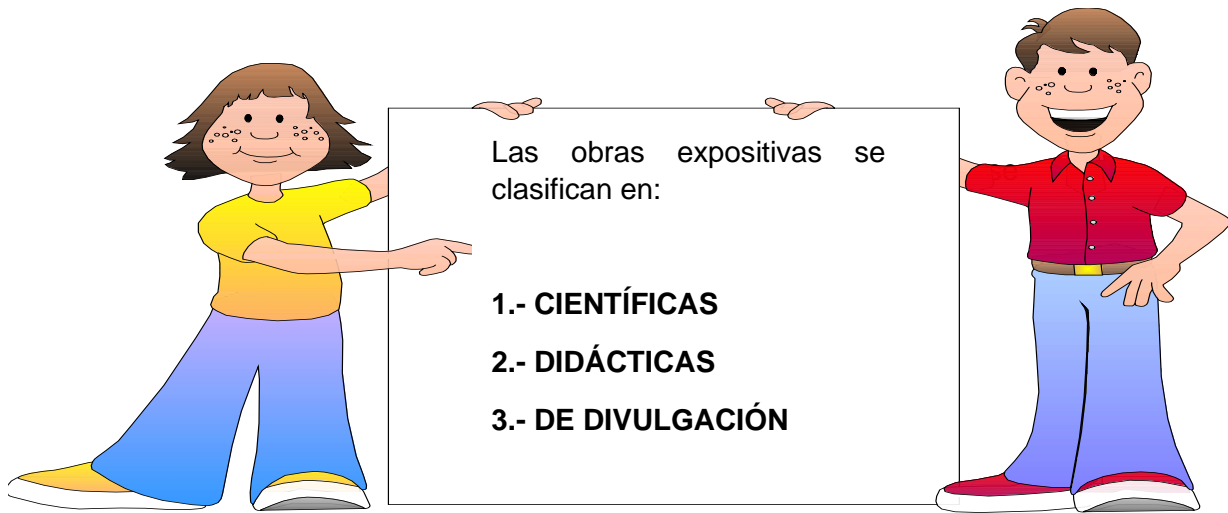 Las obras expositivas se
clasifican en:
1.- CIENTÍFICAS
2.- DIDÁCTICAS
3.- DE DIVULGACIÓN